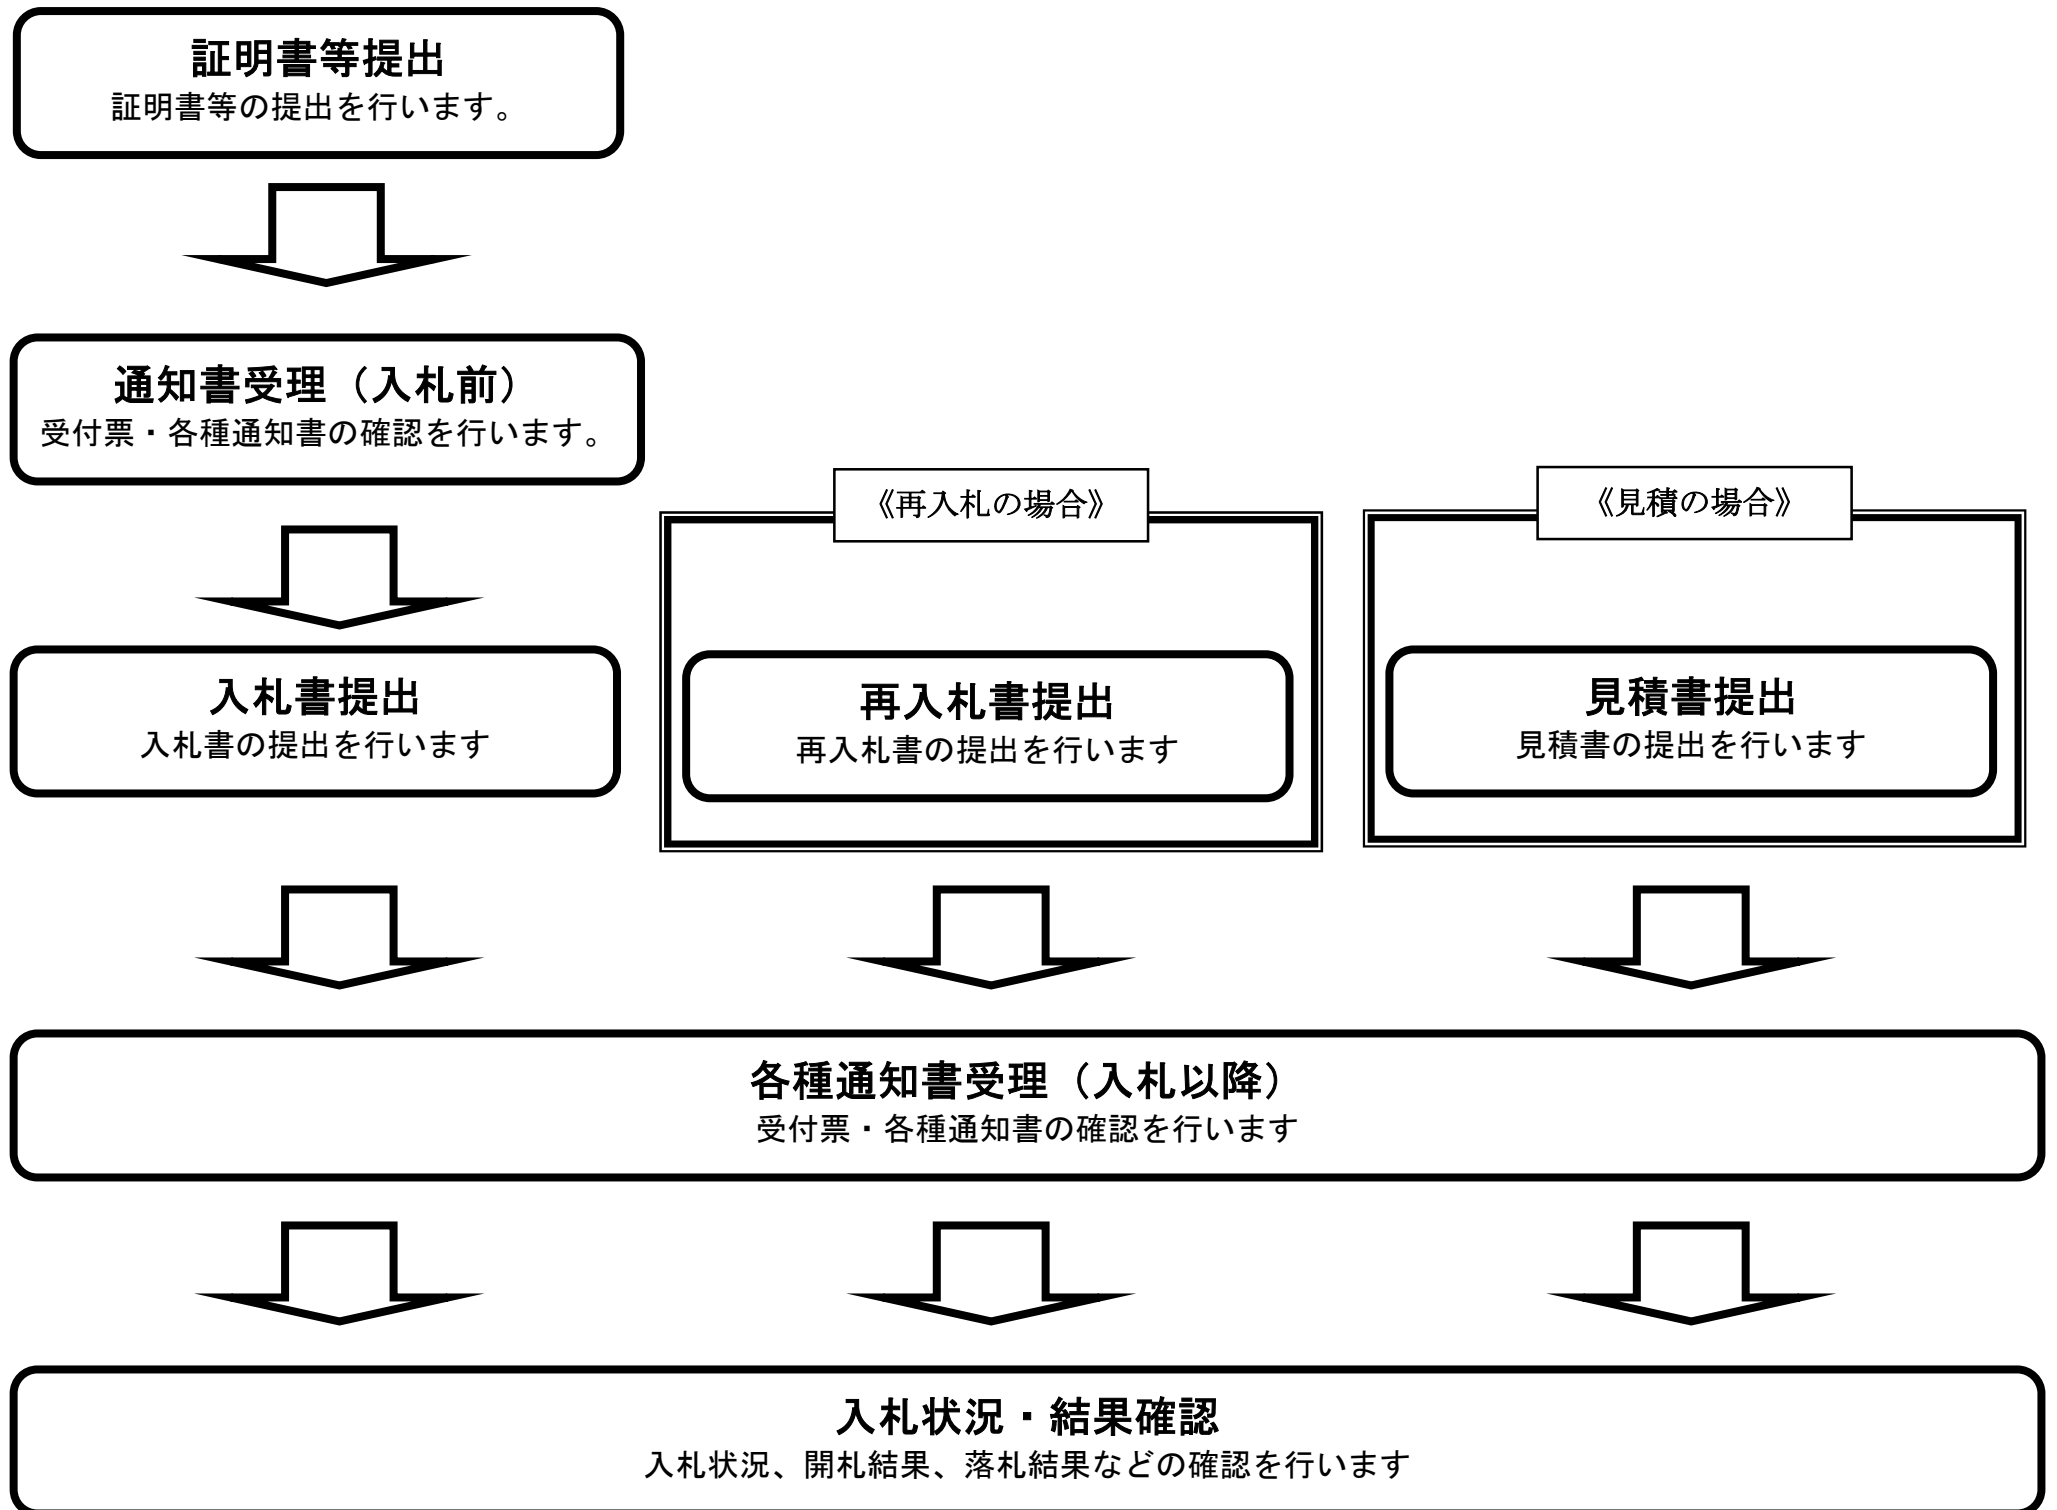 証明書等提出
証明書等の提出を行います。
通知書受理（入札前）
受付票・各種通知書の確認を行います。
入札書提出
入札書の提出を行います
《再入札の場合》
再入札書提出
再入札書の提出を行います
《見積の場合》
見積書提出
見積書の提出を行います
各種通知書受理（入札以降）
受付票・各種通知書の確認を行います
入札状況・結果確認
入札状況、開札結果、落札結果などの確認を行います